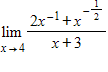 lim x→4 (2x^{-1} + x^{-1/2}) / (x+3)